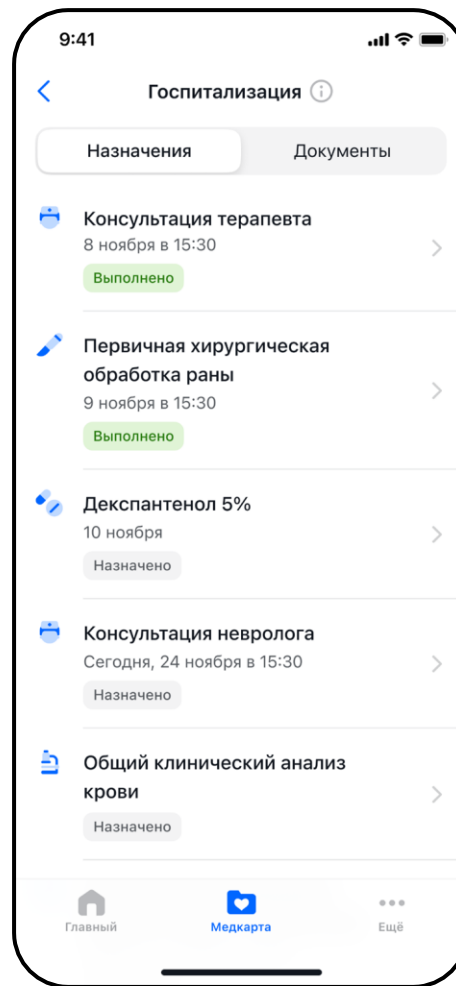 9:41
Госпитализация
Назначения Документы
Консультация терапевта
8 ноября в 15:30
Выполнено
Первичная хирургическая
обработка раны
9 ноября в 15:30
Выполнено
Декспантенол 5%
10 ноября
Назначено
Консультация невролога
Сегодня, 24 ноября в 15:30
Назначено
Общий клинический анализ
крови
Назначено
Главный Медкарта Ещё